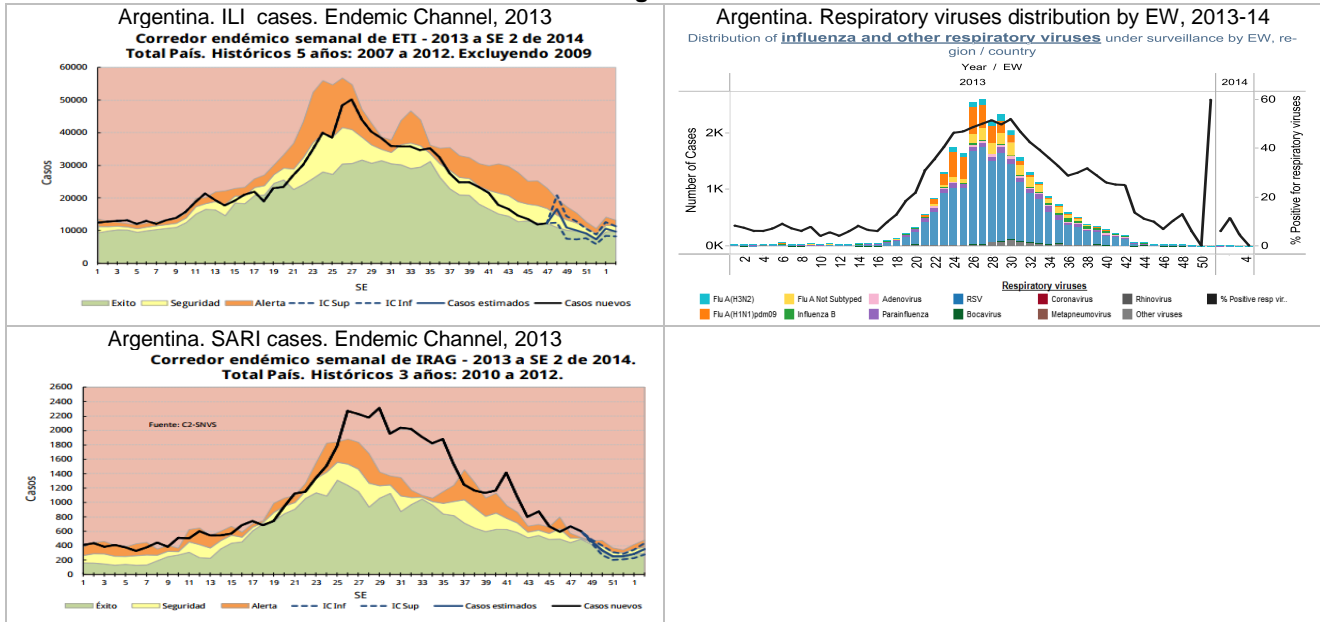 Argentina. ILI cases. Endemic Channel, 2013
Corredor endémico semanal de ETI - 2013 a SE 2 de 2014
Total País. Históricos 5 años: 2007 a 2012. Excluyendo 2009
60000
50000
40000
30000
20000
10000
0
Casos
1 3 5 7 9 11 13 15 17 19 21 23 25 27 29 31 33 35 37 39 41 43 45 47 49 51 1
SE
Exito Seguridad Alerta IC Sup IC Inf Casos estimados Casos nuevos
Argentina. Respiratory viruses distribution by EW, 2013-14
Distribution of influenza and other respiratory viruses under surveillance by EW, re-
gion / country
Year / EW
2013 2014
2K
1K
0K
Number of Cases
60
40
20
0
% Positive for respiratory viruses
2 4 6 8 10 12 14 16 18 20 22 24 26 28 30 32 34 36 38 40 42 44 46 48 50 4
Respiratory viruses
Flu A(H3N2) Flu A Not Subtyped Adenovirus RSV Coronavirus Rhinovirus % Positive resp vir..
Flu A(H1N1)pdm09 Influenza B Parainfluenza Bocavirus Metapneumovirus Other viruses
Argentina. SARI cases. Endemic Channel, 2013
Corredor endémico semanal de IRAG - 2013 a SE 2 de 2014.
Total País. Históricos 3 años: 2010 a 2012.
2600
2400
2200
2000
1800
1600
1400
1200
1000
800
600
400
200
0
Casos
Fuente: C2-SNVS
1 3 5 7 9 11 13 15 17 19 21 23 25 27 29 31 33 35 37 39 41 43 45 47 49 51 1
SE
Éxito Seguridad Alerta IC Inf IC Sup Casos estimados Casos nuevos